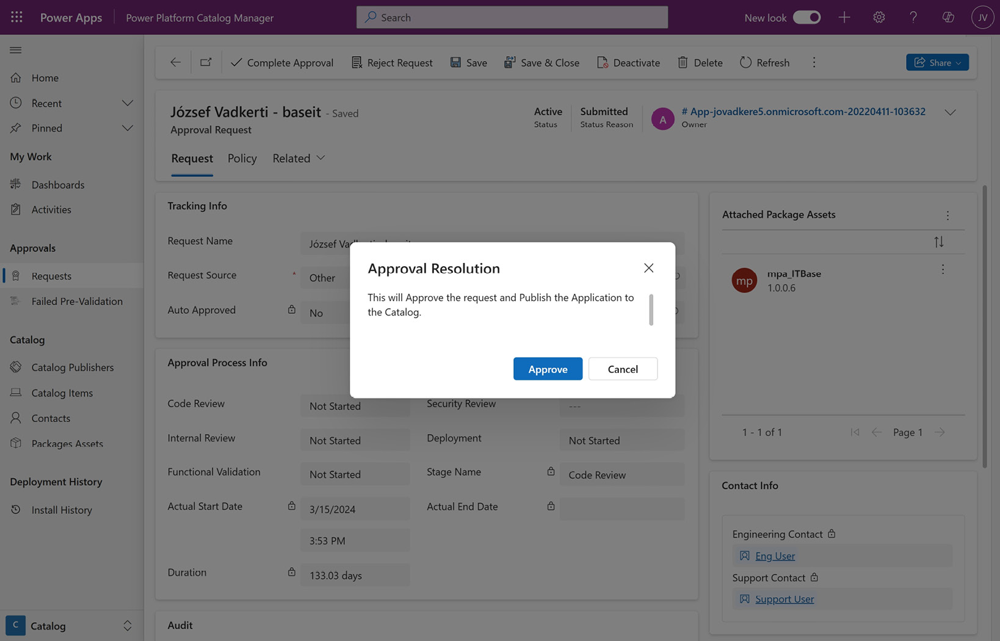 Power Apps
Power Platform Catalog Manager
Search
New look
JV
Home
Recent
Pinned
My Work
Dashboards
Activities
Approvals
Requests
Failed Pre-Validation
Catalog
Catalog Publishers
Catalog Items
Contacts
Packages Assets
Deployment History
Install History
C Catalog
Complete Approval
Reject Request
Save
Save & Close
Deactivate
Delete
Refresh
Share
József Vadkerti - baseit - Saved
Approval Request
Active
Status
Submitted
Status Reason
A
# App-jovadkere5.onmicrosoft.com-20220411-103632
Owner
Request
Policy
Related
Tracking Info
Request Name
József
Request Source * Other
Auto Approved No
Approval Resolution
This will Approve the request and Publish the Application to
the Catalog.
Approve
Cancel
Approval Process Info
Code Review Not Started
Security Review ---
Internal Review Not Started
Deployment Not Started
Functional Validation Not Started
Stage Name Code Review
Actual Start Date 3/15/2024
Actual End Date
3:53 PM
Duration 133.03 days
Audit
Attached Package Assets
mp
mpa_ITBase
1.0.0.6
1 - 1 of 1
Page 1
Contact Info
Engineering Contact
Eng User
Support Contact
Support User